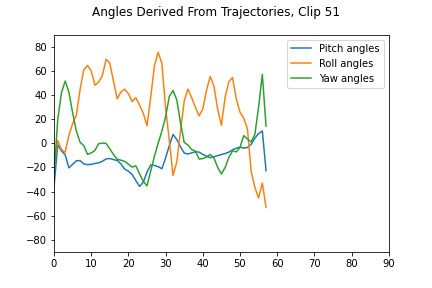 Angles Derived From Trajectories, Clip 51
Pitch angles
Roll angles
Yaw angles
80
60
40
20
0
−20
−40
−60
−80
0 10 20 30 40 50 60 70 80 90